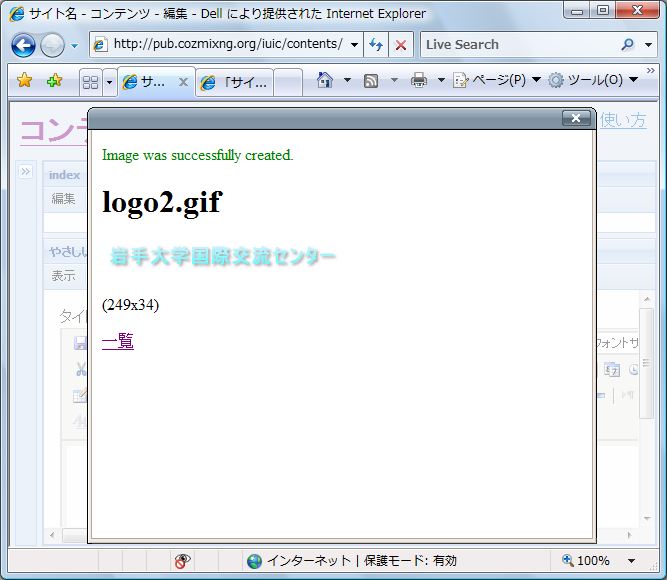 サイト名 - コンテンツ - 編集 - Dell により提供された Internet Explorer
http://pub.cozmixng.org/iuic/contents/
Live Search
サ...
「サイ...
ページ(P)
ツール(O)
コンテ
使い方
index
編集
やさしい
表示
タイ
フォントサ
Image was successfully created.
logo2.gif
岩手大学国際交流センター
(249x34)
一覧
インターネット | 保護モード: 有効
100%